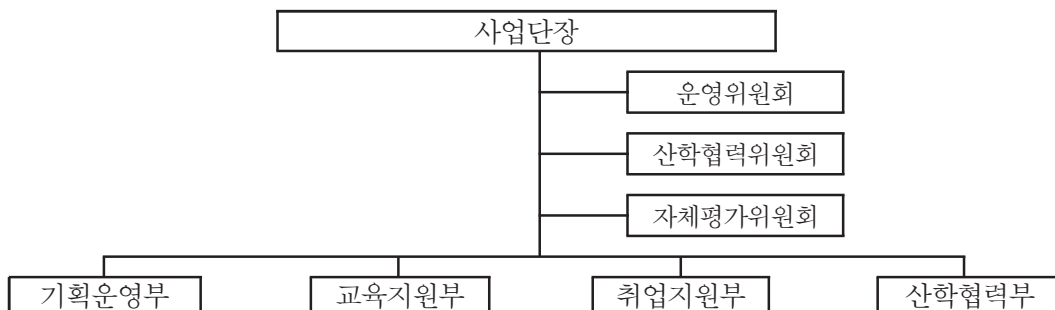 사업단장
운영위원회
산학협력위원회
자체평가위원회
기획운영부 교육지원부 취업지원부 산학협력부